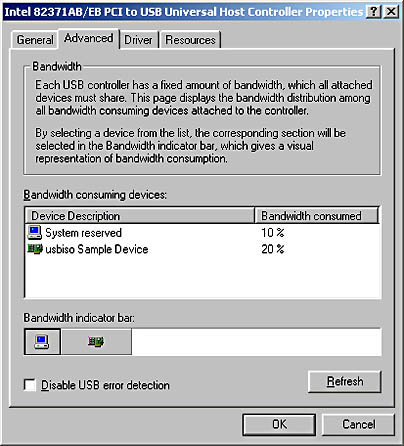 Intel 82371AB/EB PCI to USB Universal Host Controller Properties
General
Advanced
Driver
Resources
Bandwidth
Each USB controller has a fixed amount of bandwidth, which all attached
devices must share. This page displays the bandwidth distribution among
all bandwidth consuming devices attached to the controller.
By selecting a device from the list, the corresponding section will be
selected in the Bandwidth indicator bar, which gives a visual
representation of bandwidth consumption.
Bandwidth consuming devices:
Device Description Bandwidth consumed
System reserved 10 %
usbiso Sample Device 20 %
Bandwidth indicator bar:
Disable USB error detection
Refresh
OK Cancel